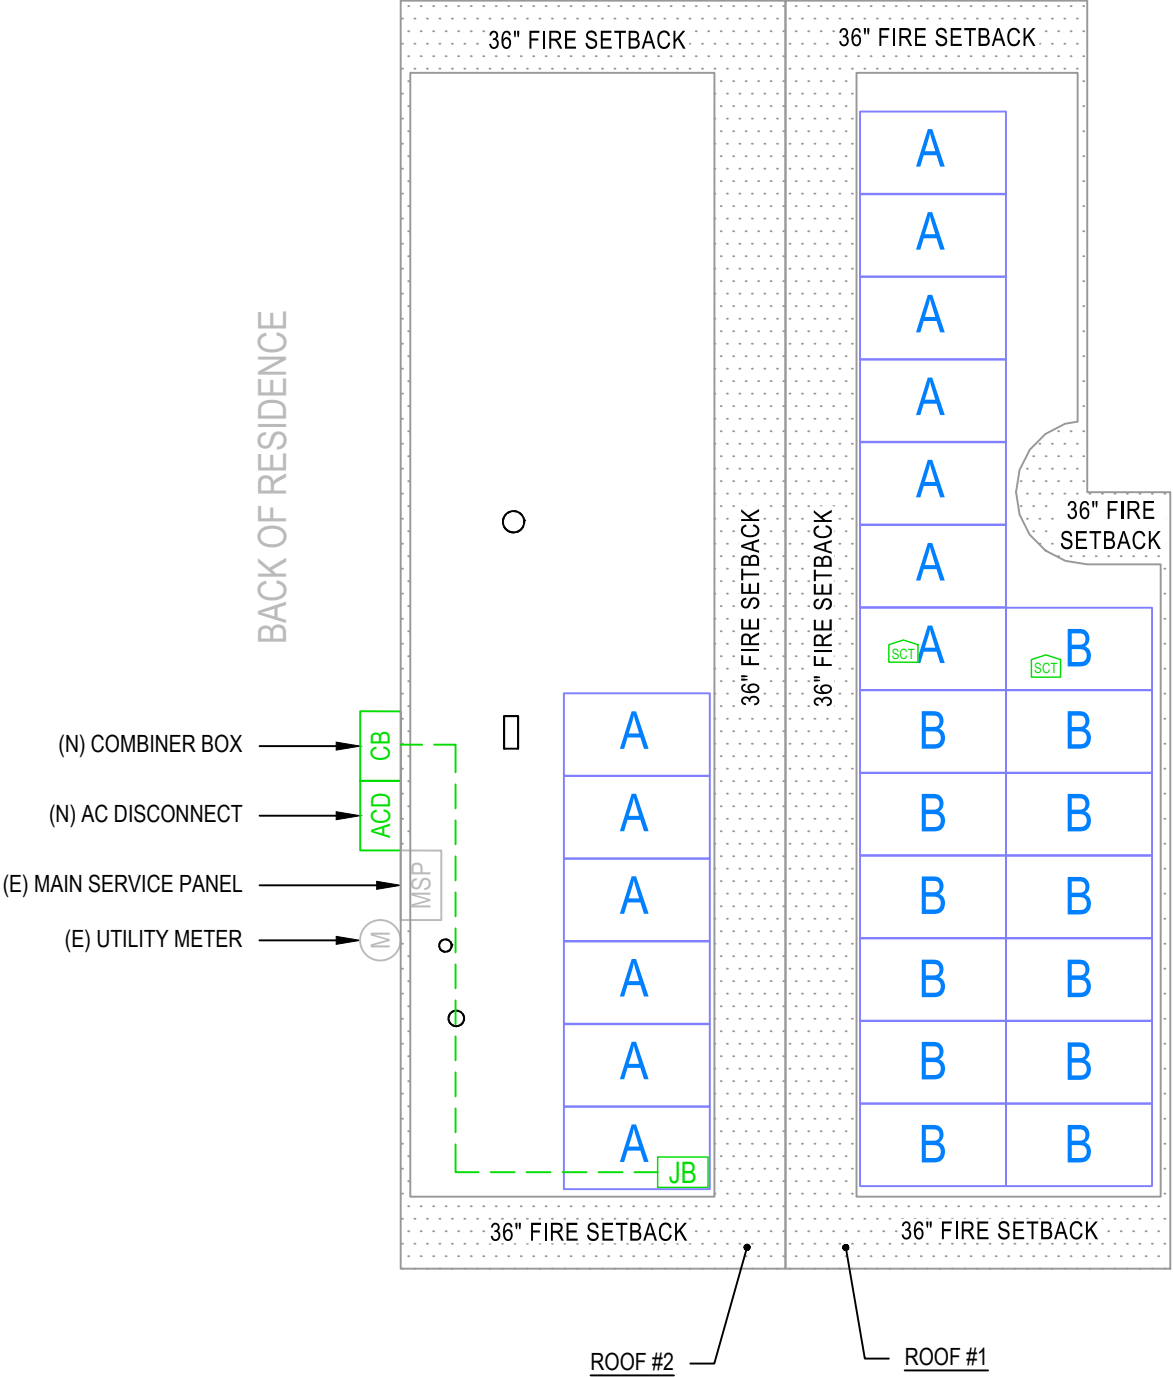 36" FIRE SETBACK
36" FIRE SETBACK
A
A
A
A
A
A
SCT
A
SCT
B
BACK OF RESIDENCE
36" FIRE SETBACK
36" FIRE SETBACK
36" FIRE
SETBACK
(N) COMBINER BOX
CB
A
B
B
(N) AC DISCONNECT
ACD
A
B
B
(E) MAIN SERVICE PANEL
MSP
A
B
B
(E) UTILITY METER
M
A
B
B
A
B
B
A
JB
B
B
36" FIRE SETBACK
36" FIRE SETBACK
ROOF #2
ROOF #1